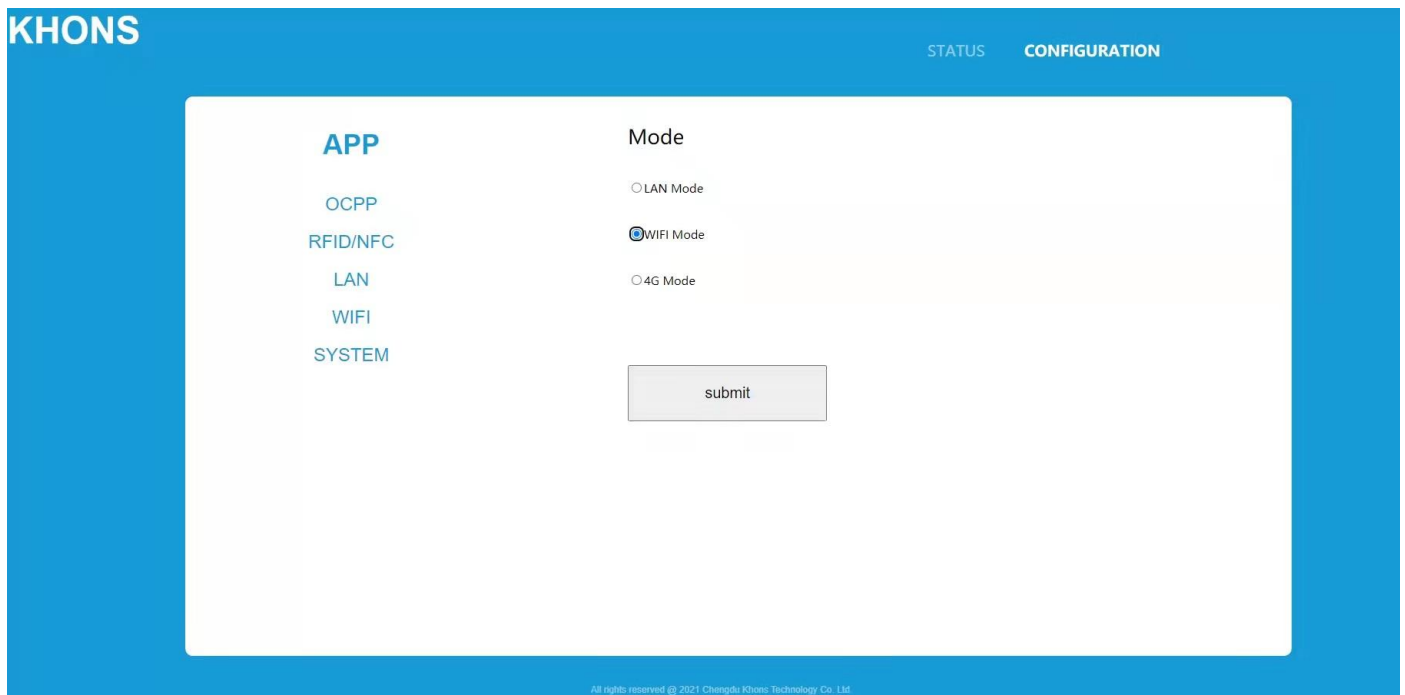 KHONS
STATUS
CONFIGURATION
APP
OCPP
RFID/NFC
LAN
WIFI
SYSTEM
Mode
LAN Mode
WIFI Mode
4G Mode
submit
All rights reserved @ 2021 Chengdu Khons Technology Co. Ltd.